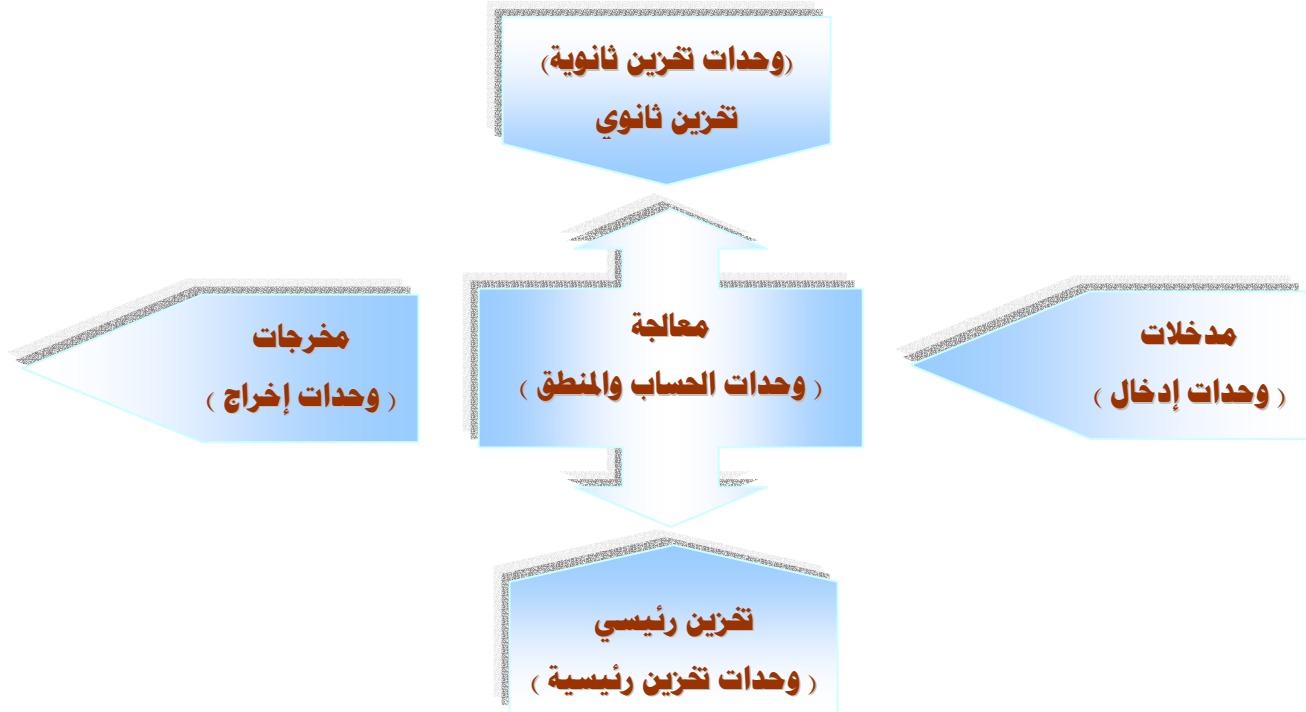 (وحدات تخزين ثانوية)
تخزين ثانوي
مدخلات
( وحدات إدخال )
معالجة
( وحدات الحساب والمنطق )
مخرجات
( وحدات إخراج )
تخزين رئيسي
( وحدات تخزين رئيسية )